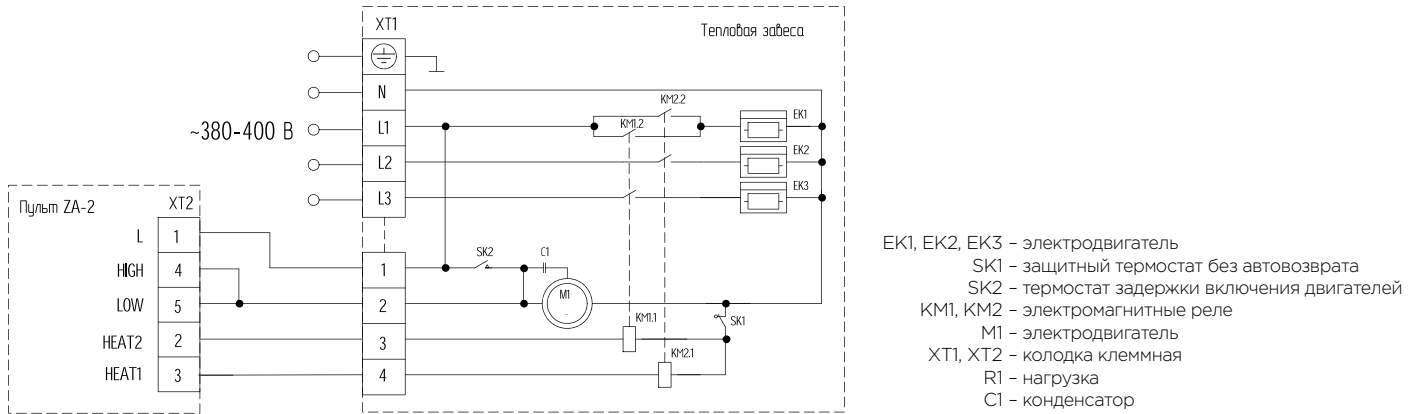 XT1
Тепловая завеса
N
L1
L2
L3
~380-400 В
KM2.2
KM1.2
EK1
EK2
EK3
Пульт ZA-2
XT2
L
1
HIGH
4
LOW
5
HEAT2
2
HEAT1
3
1
2
3
4
SK2
C1
M1
~
SK1
KM1.1
KM2.1
EK1, EK2, EK3 – электродвигатель
SK1 – защитный термостат без автовозврата
SK2 – термостат задержки включения двигателей
KM1, KM2 – электромагнитные реле
M1 – электродвигатель
XT1, XT2 – колодка клеммная
R1 – нагрузка
C1 – конденсатор